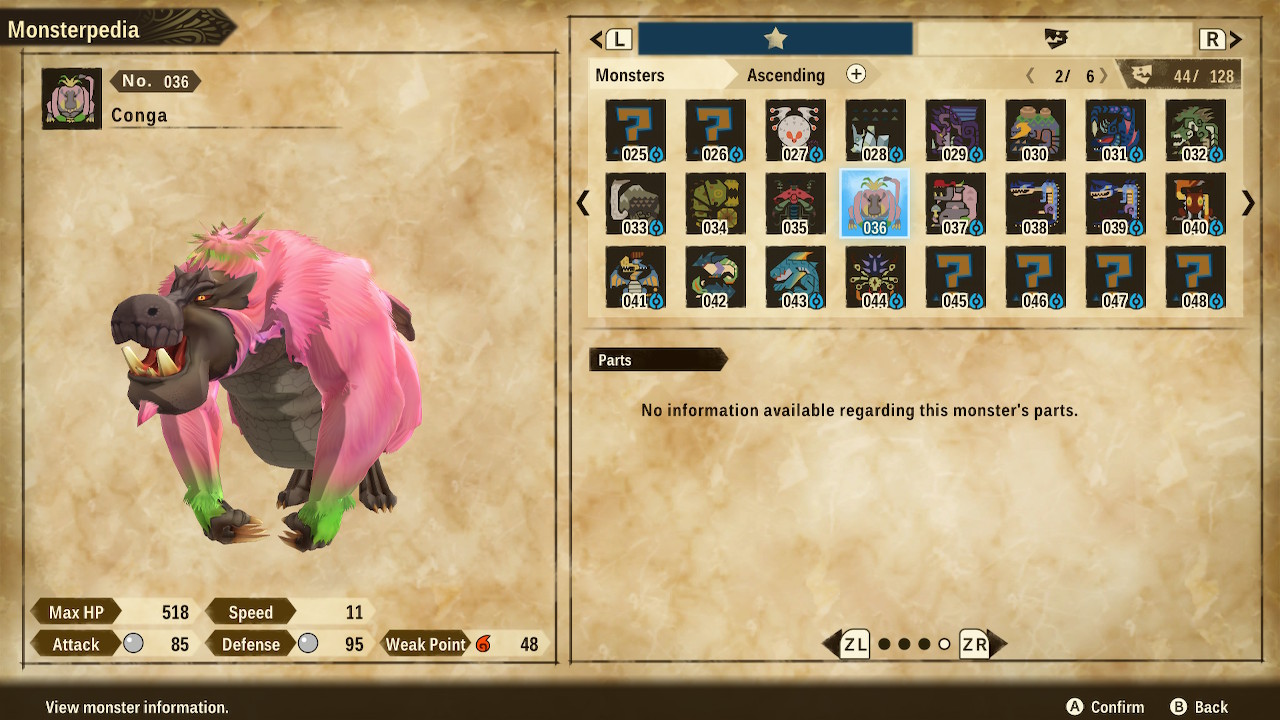 Monsterpedia
No. 036
Conga
Max HP 518 Speed 11
Attack 85 Defense 95 Weak Point 48
L R
Monsters Ascending 2/ 6 44/ 128
025 026 027 028 029 030 031 032
033 034 035 036 037 038 039 040
041 042 043 044 045 046 047 048
Parts
No information available regarding this monster's parts.
ZL ZR
View monster information. A Confirm B Back